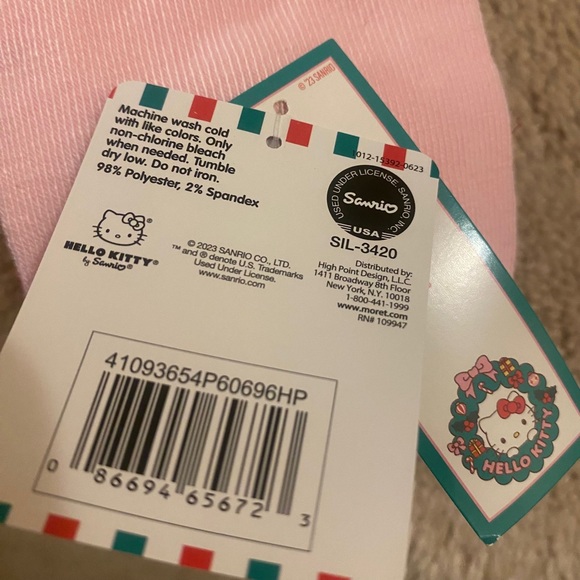 © '23 SANRIO
Machine wash cold
with like colors. Only
non-chlorine bleach
when needed. Tumble
dry low. Do not iron.
98% Polyester, 2% Spandex
1012-15392-0623
USED UNDER LICENSE. SANRIO, INC.
Sanrio
USA
SIL-3420
HELLO KITTY®
by Sanrio®
© 2023 SANRIO CO., LTD.
™ and ® denote U.S. Trademarks
Used Under License.
www.sanrio.com
Distributed by:
High Point Design, L.L.C.
1411 Broadway 8th Floor
New York, N.Y. 10018
1-800-441-1999
www.moret.com
RN# 109947
41093654P60696HP
0 86694 65672 3
HELLO KITTY